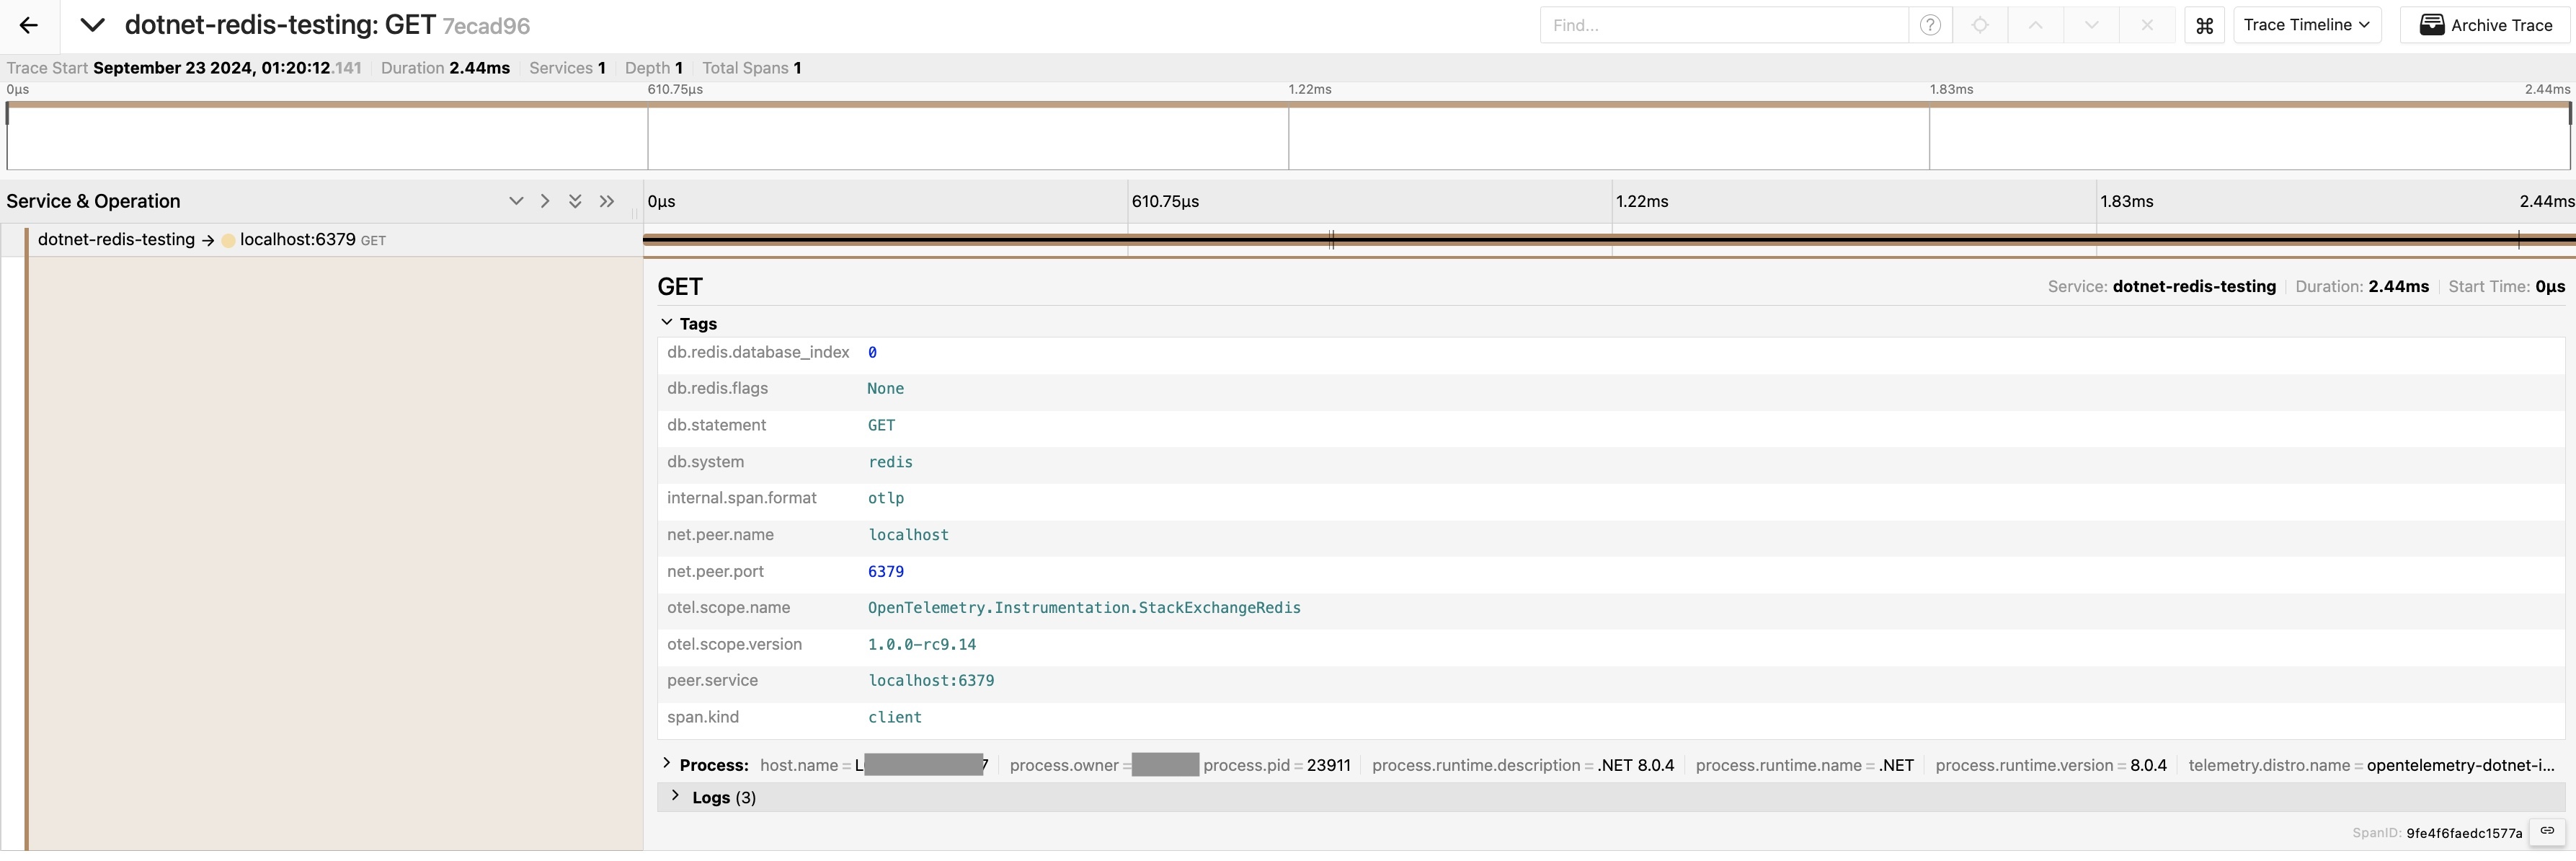 dotnet-redis-testing: GET 7ecad96 Find... ? ⌘ Trace Timeline Archive Trace
Trace Start September 23 2024, 01:20:12.141 Duration 2.44ms Services 1 Depth 1 Total Spans 1
0μs 610.75μs 1.22ms 1.83ms 2.44ms
Service & Operation 0μs 610.75μs 1.22ms 1.83ms 2.44ms
dotnet-redis-testing → localhost:6379 GET
GET Service: dotnet-redis-testing Duration: 2.44ms Start Time: 0μs
Tags
db.redis.database_index 0
db.redis.flags None
db.statement GET
db.system redis
internal.span.format otlp
net.peer.name localhost
net.peer.port 6379
otel.scope.name OpenTelemetry.Instrumentation.StackExchangeRedis
otel.scope.version 1.0.0-rc9.14
peer.service localhost:6379
span.kind client
Process: host.name = L 7 process.owner = process.pid = 23911 process.runtime.description = .NET 8.0.4 process.runtime.name = .NET process.runtime.version = 8.0.4 telemetry.distro.name = opentelemetry-dotnet-i...
Logs (3)
SpanID: 9fe4f6faedc1577a